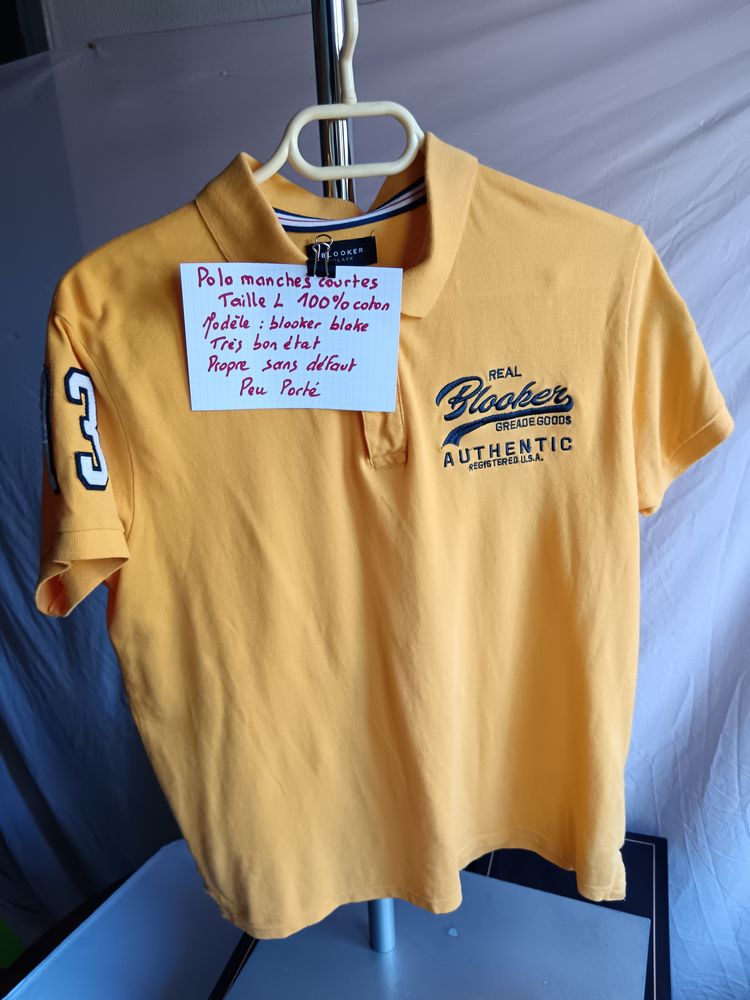 BLOOKER
Polo manches courtes
Taille L 100% coton
Modèle : blooker blake
Très bon état
Propre sans défaut
Peu Porté
3
REAL
Blooker
GREADE GOODS
AUTHENTIC
REGISTERED U.S.A.